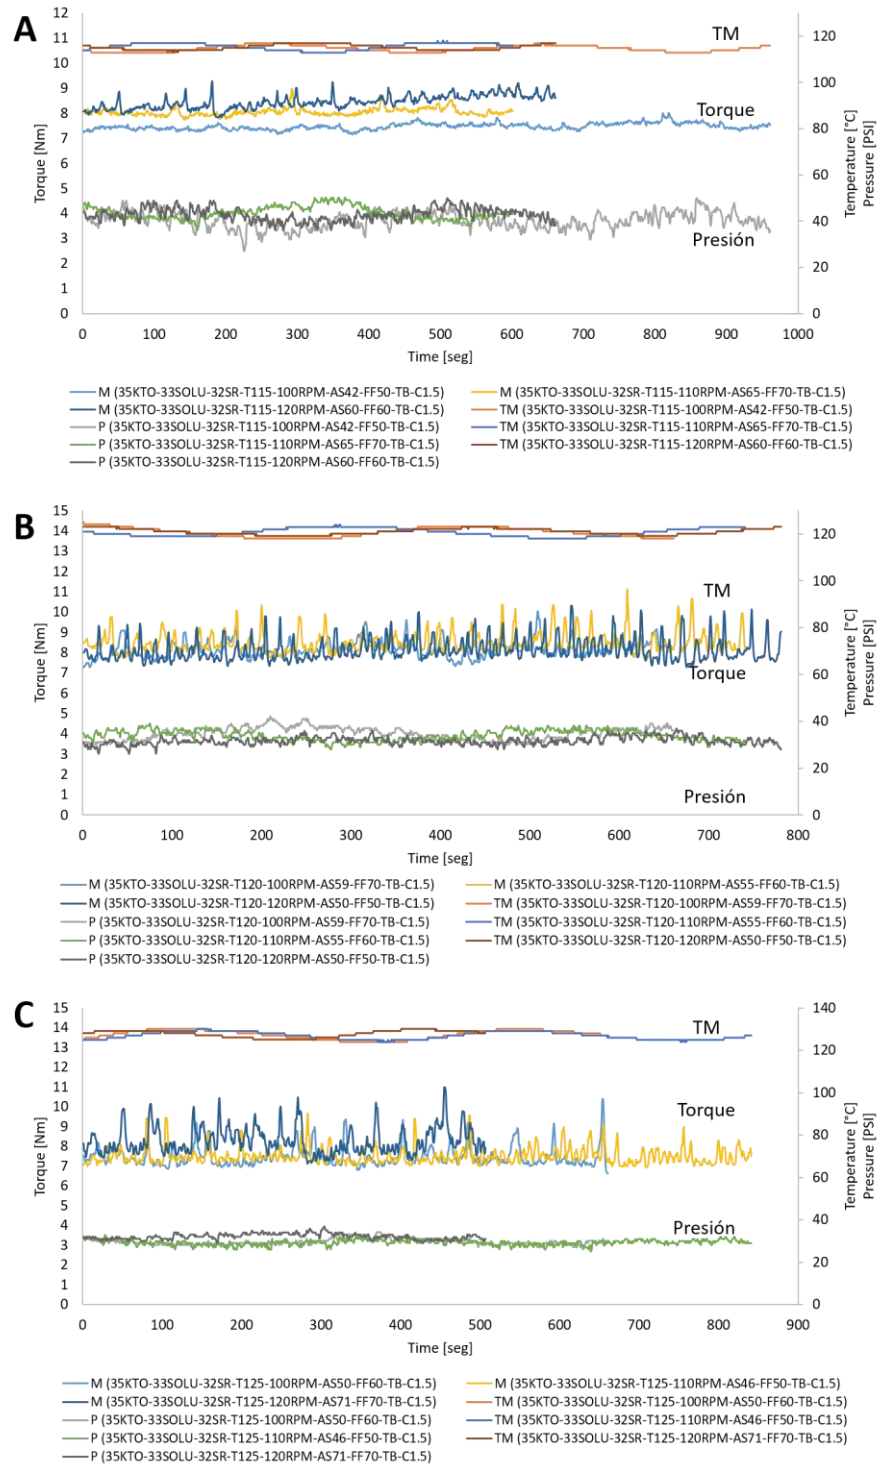 A
12
11
10
9
8
7
6
5
4
3
2
1
0
Torque [Nm]
TM
Torque
Presión
120
100
80
60
40
20
0
Temperature [°C]
Pressure [PSI]
0 100 200 300 400 500 600 700 800 900 1000
Time [seg]
M (35KTO-33SOLU-32SR-T115-100RPM-AS42-FF50-TB-C1.5) M (35KTO-33SOLU-32SR-T115-110RPM-AS65-FF70-TB-C1.5)
M (35KTO-33SOLU-32SR-T115-120RPM-AS60-FF60-TB-C1.5) TM (35KTO-33SOLU-32SR-T115-100RPM-AS42-FF50-TB-C1.5)
P (35KTO-33SOLU-32SR-T115-100RPM-AS42-FF50-TB-C1.5) TM (35KTO-33SOLU-32SR-T115-110RPM-AS65-FF70-TB-C1.5)
P (35KTO-33SOLU-32SR-T115-110RPM-AS65-FF70-TB-C1.5) TM (35KTO-33SOLU-32SR-T115-120RPM-AS60-FF60-TB-C1.5)
P (35KTO-33SOLU-32SR-T115-120RPM-AS60-FF60-TB-C1.5)
B
15
14
13
12
11
10
9
8
7
6
5
4
3
2
1
0
Torque [Nm]
TM
Torque
Presión
120
100
80
60
40
20
0
Temperature [°C]
Pressure [PSI]
0 100 200 300 400 500 600 700 800
Time [seg]
M (35KTO-33SOLU-32SR-T120-100RPM-AS59-FF70-TB-C1.5) M (35KTO-33SOLU-32SR-T120-110RPM-AS55-FF60-TB-C1.5)
M (35KTO-33SOLU-32SR-T120-120RPM-AS50-FF50-TB-C1.5) TM (35KTO-33SOLU-32SR-T120-100RPM-AS59-FF70-TB-C1.5)
P (35KTO-33SOLU-32SR-T120-100RPM-AS59-FF70-TB-C1.5) TM (35KTO-33SOLU-32SR-T120-110RPM-AS55-FF60-TB-C1.5)
P (35KTO-33SOLU-32SR-T120-110RPM-AS55-FF60-TB-C1.5) TM (35KTO-33SOLU-32SR-T120-120RPM-AS50-FF50-TB-C1.5)
P (35KTO-33SOLU-32SR-T120-120RPM-AS50-FF50-TB-C1.5)
C
15
14
13
12
11
10
9
8
7
6
5
4
3
2
1
0
Torque [Nm]
TM
Torque
Presión
140
120
100
80
60
40
20
0
Temperature [°C]
Pressure [PSI]
0 100 200 300 400 500 600 700 800 900
Time [seg]
M (35KTO-33SOLU-32SR-T125-100RPM-AS50-FF60-TB-C1.5) M (35KTO-33SOLU-32SR-T125-110RPM-AS46-FF50-TB-C1.5)
M (35KTO-33SOLU-32SR-T125-120RPM-AS71-FF70-TB-C1.5) TM (35KTO-33SOLU-32SR-T125-100RPM-AS50-FF60-TB-C1.5)
P (35KTO-33SOLU-32SR-T125-100RPM-AS50-FF60-TB-C1.5) TM (35KTO-33SOLU-32SR-T125-110RPM-AS46-FF50-TB-C1.5)
P (35KTO-33SOLU-32SR-T125-110RPM-AS46-FF50-TB-C1.5) TM (35KTO-33SOLU-32SR-T125-120RPM-AS71-FF70-TB-C1.5)
P (35KTO-33SOLU-32SR-T125-120RPM-AS71-FF70-TB-C1.5)